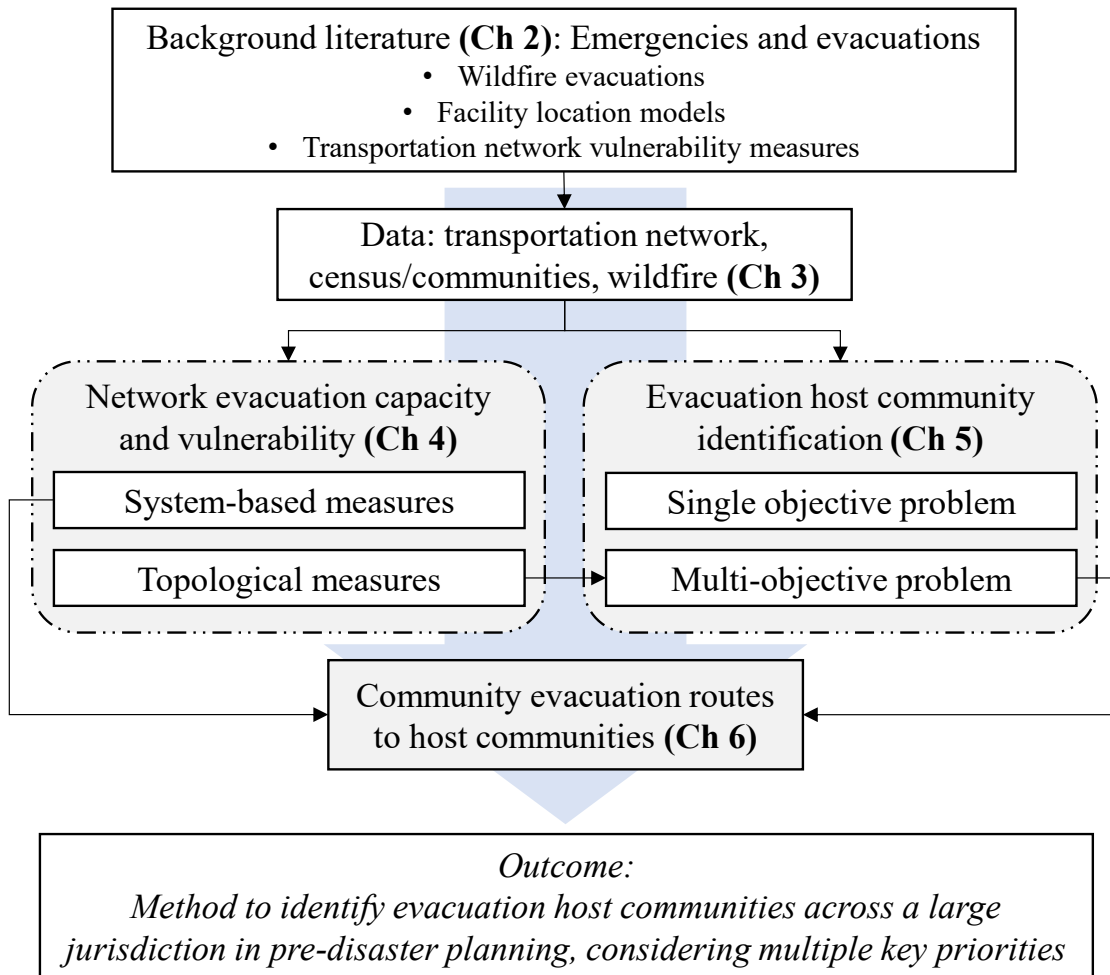 Background literature (Ch 2): Emergencies and evacuations
• Wildfire evacuations
• Facility location models
• Transportation network vulnerability measures
Data: transportation network,
census/communities, wildfire (Ch 3)
Network evacuation capacity
and vulnerability (Ch 4)
System-based measures
Topological measures
Evacuation host community
identification (Ch 5)
Single objective problem
Multi-objective problem
Community evacuation routes
to host communities (Ch 6)
Outcome:
Method to identify evacuation host communities across a large
jurisdiction in pre-disaster planning, considering multiple key priorities